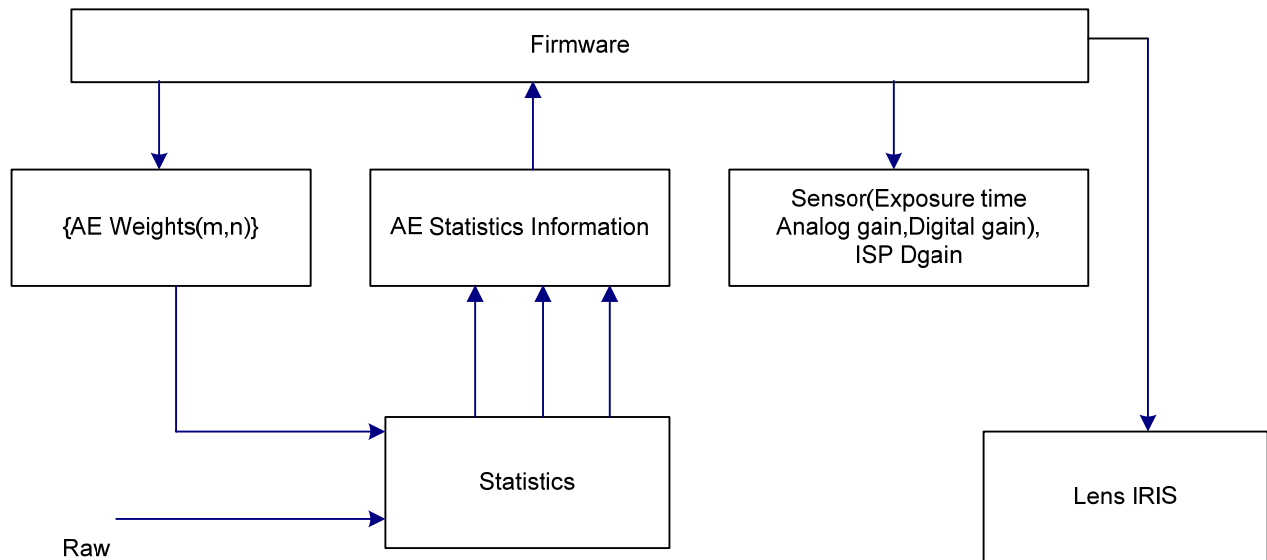 Firmware
{AE Weights(m,n)}
AE Statistics Information
Sensor(Exposure time
Analog gain,Digital gain),
ISP Dgain
Statistics
Lens IRIS
Raw